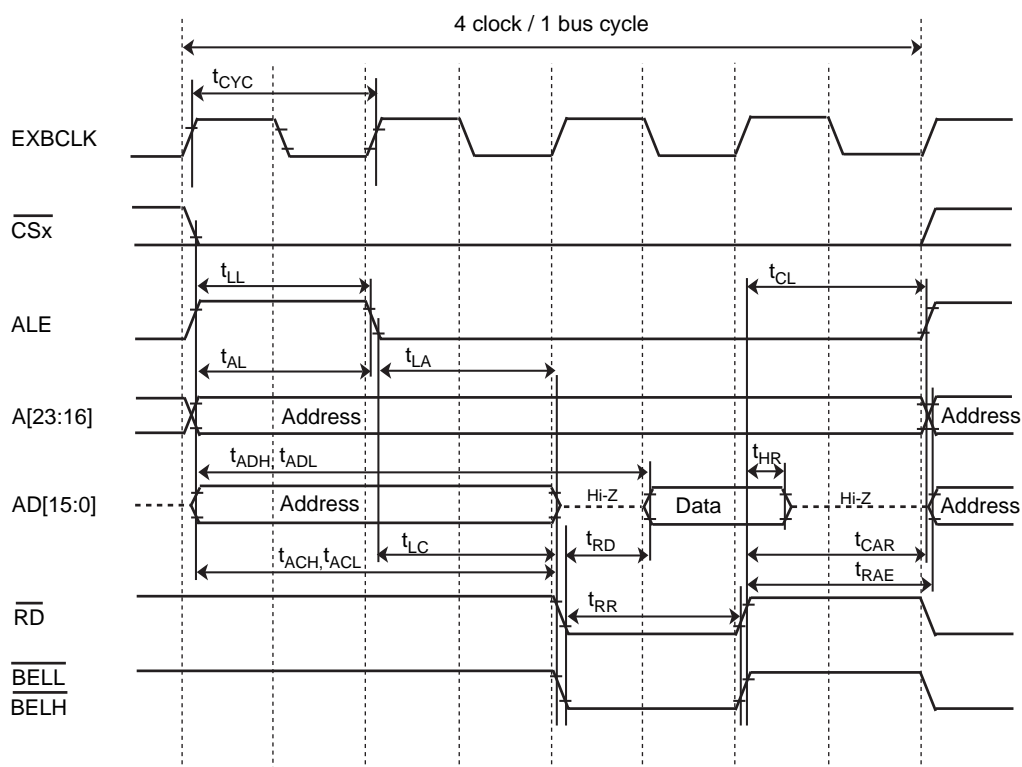 4 clock / 1 bus cycle
tCYC
EXBCLK
CSx
tLL
tCL
ALE
tAL
tLA
A[23:16]
Address
Address
tADH, tADL
tHR
AD[15:0]
Address
Hi-Z
Data
Hi-Z
Address
tLC
tRD
tCAR
tACH,tACL
tRAE
RD
tRR
BELL
BELH